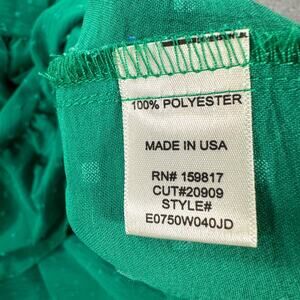 100% POLYESTER
MADE IN USA
RN# 159817
CUT#20909
STYLE#
E0750W040JD